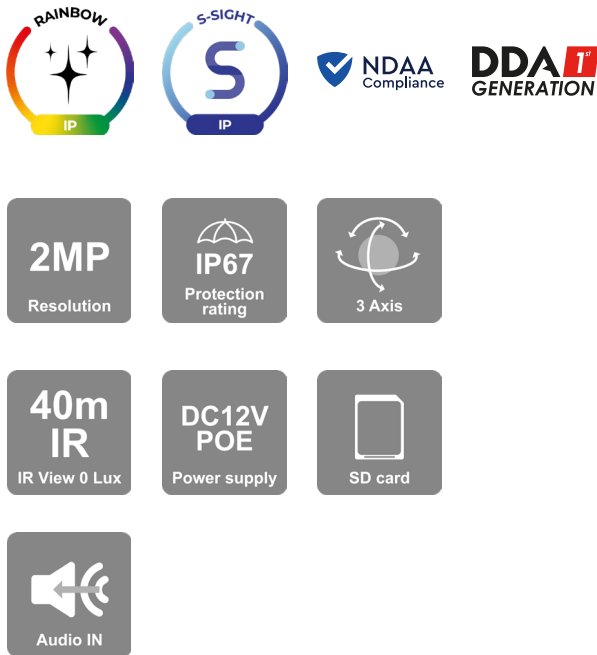 RAINBOW
IP
S-SIGHT
S
IP
NDAA
Compliance
DDA 1st
GENERATION
2MP
Resolution
IP67
Protection
rating
3 Axis
40m
IR
IR View 0 Lux
DC12V
POE
Power supply
SD card
Audio IN